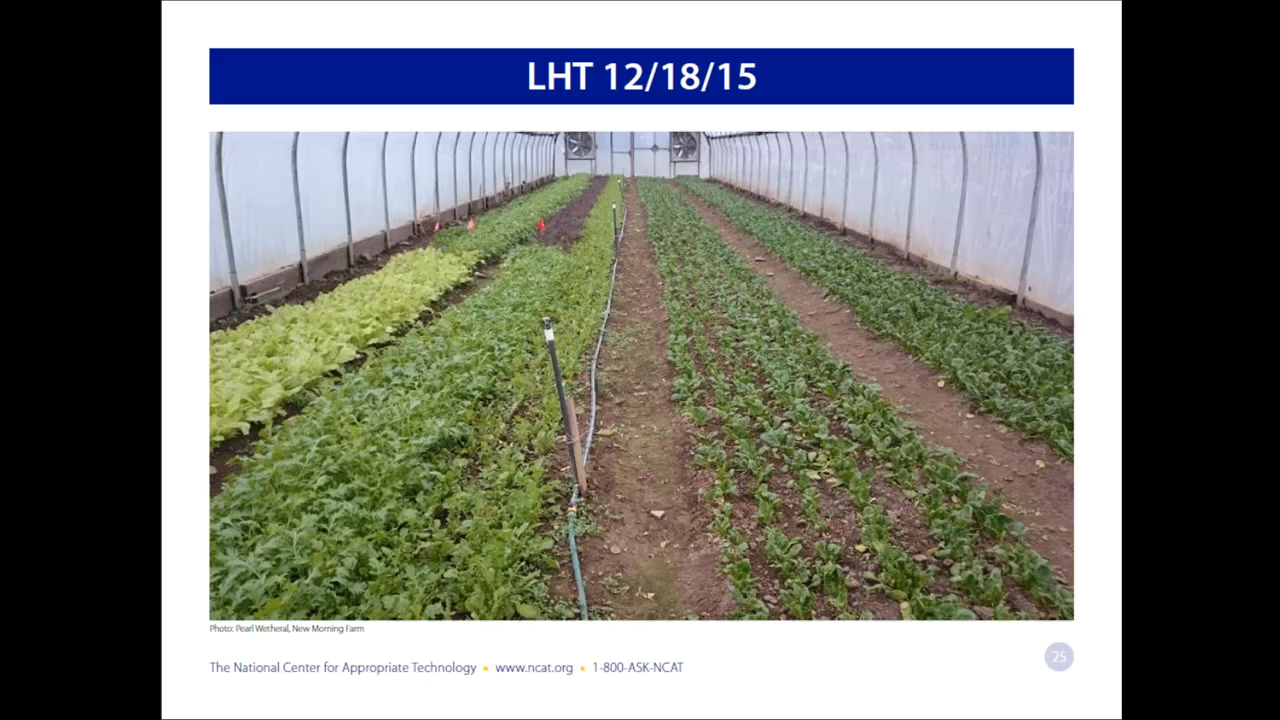 LHT 12/18/15
Photo: Pearl Wetheral, New Morning Farm
The National Center for Appropriate Technology ▪ www.ncat.org ▪ 1-800-ASK-NCAT
25